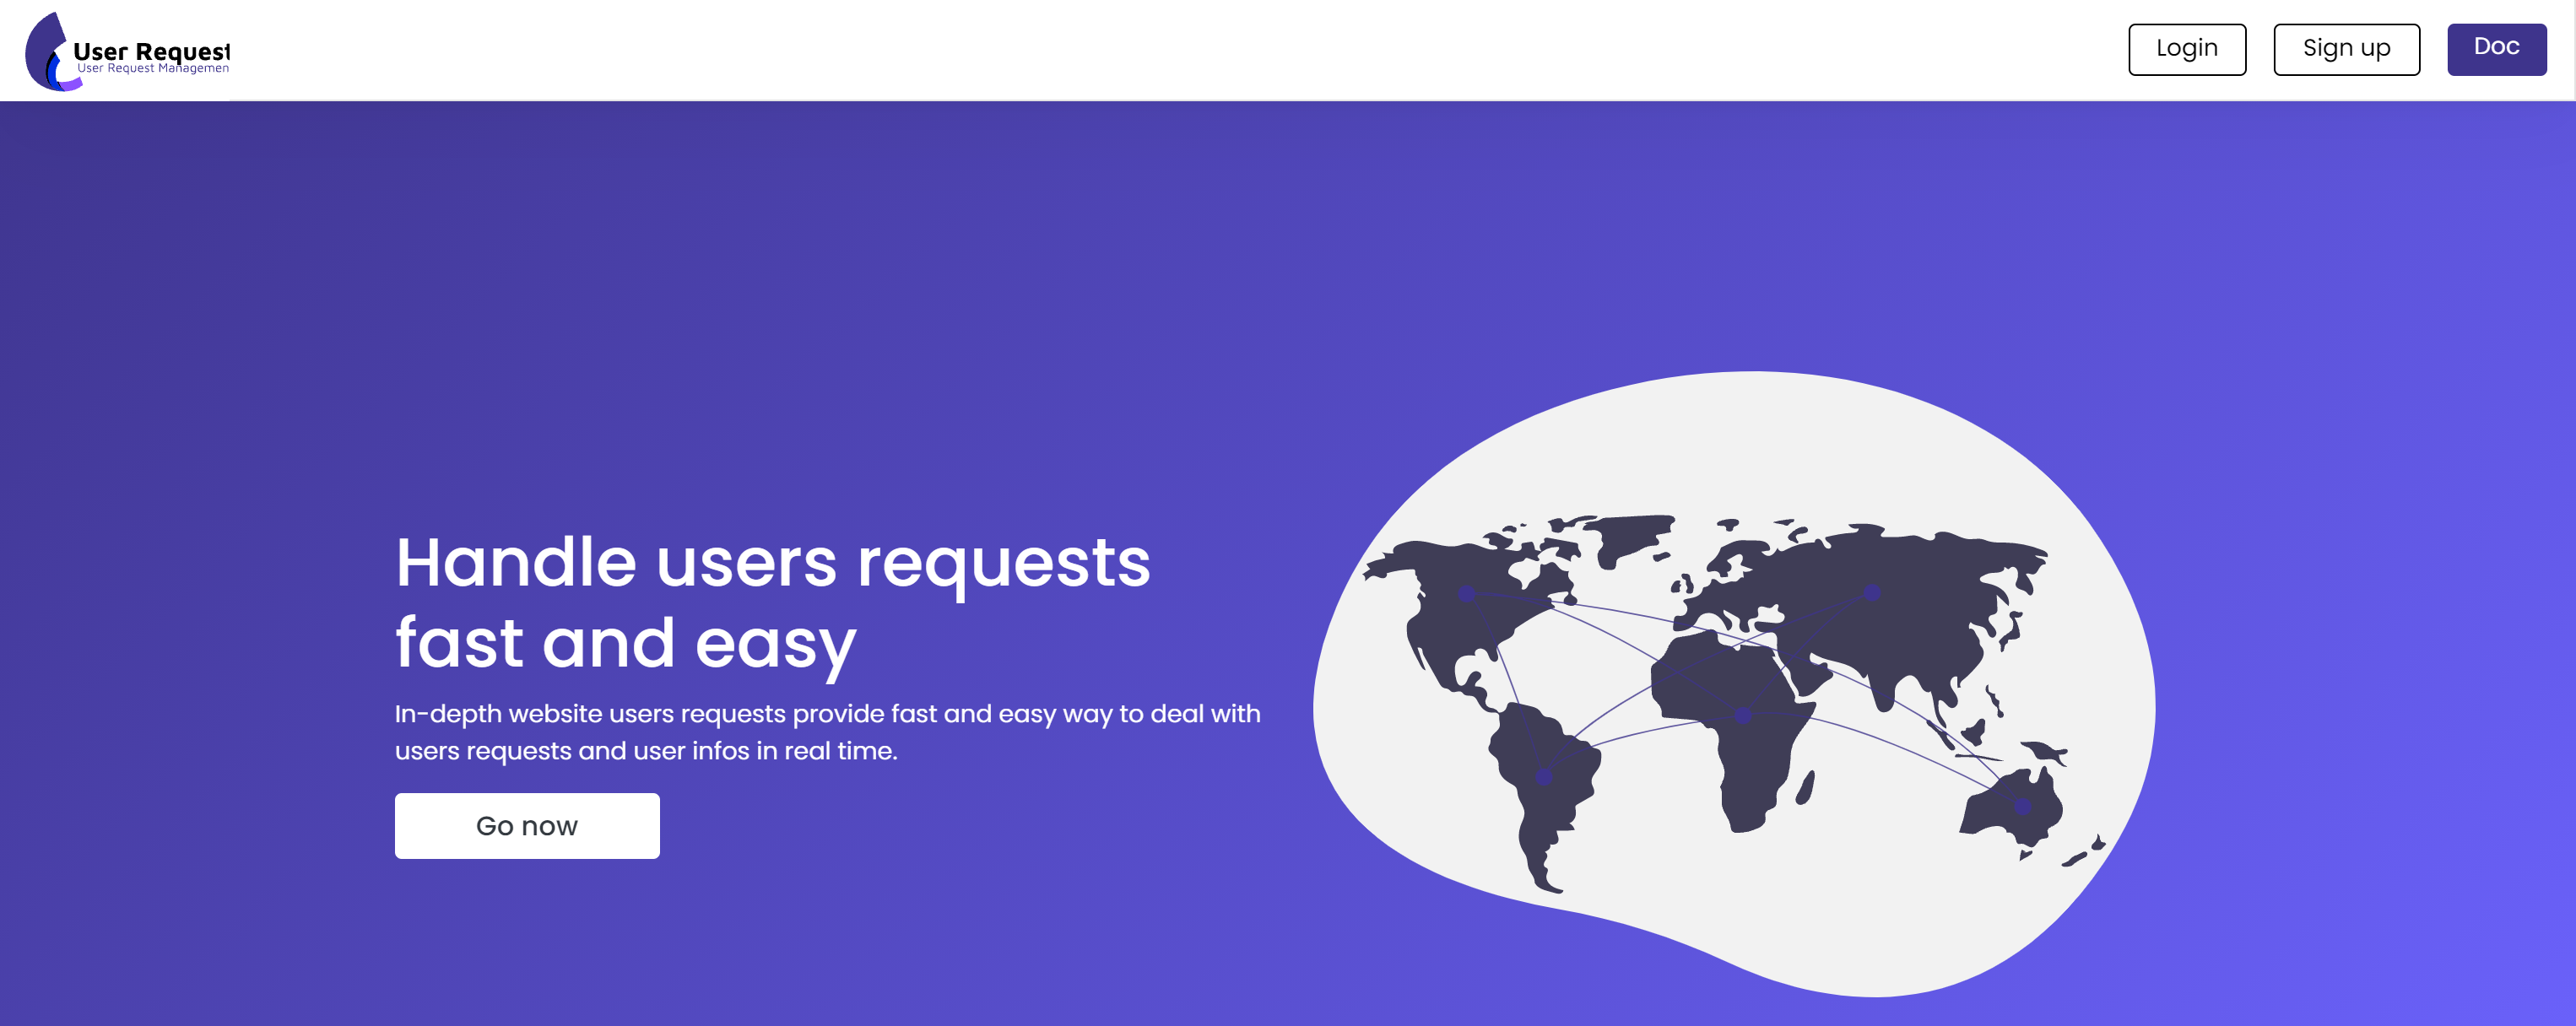 User Request
User Request Managemen
Login
Sign up
Doc
Handle users requests
fast and easy
In-depth website users requests provide fast and easy way to deal with
users requests and user infos in real time.
Go now